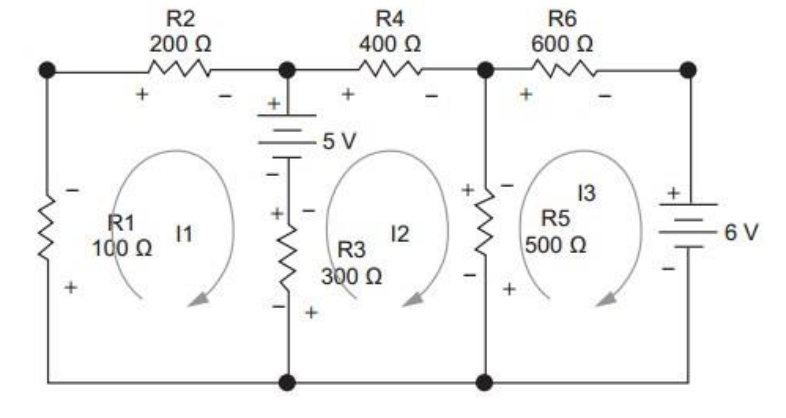 R2
200 Ω
R4
400 Ω
R6
600 Ω
+ − + − + −
+
5 V
−
− + − + − +
R1
100 Ω
I1
R3
300 Ω
I2
R5
500 Ω
I3
6 V
+ − + − + −